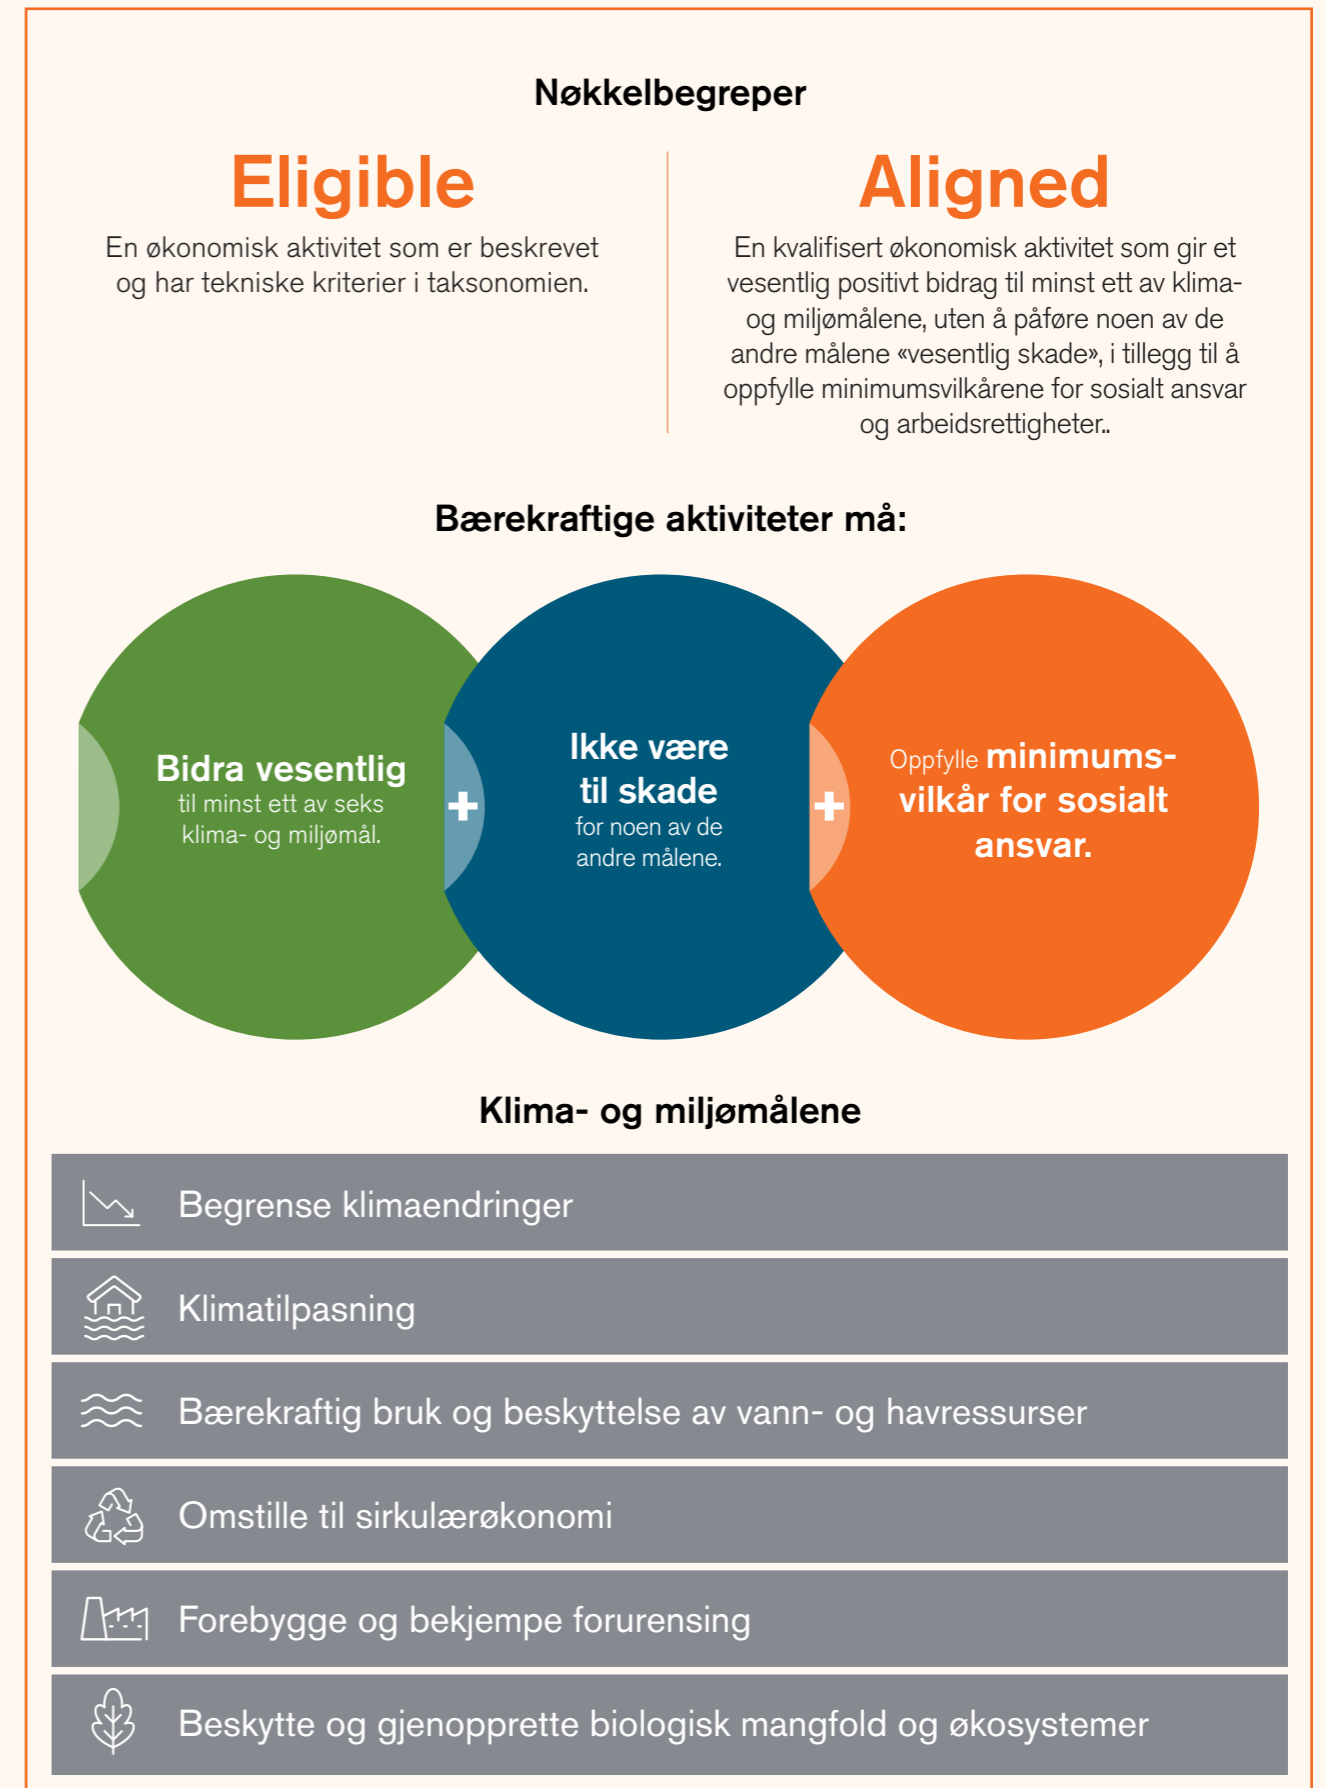 Nøkkelbegreper
Eligible
En økonomisk aktivitet som er beskrevet
og har tekniske kriterier i taksonomien.
Aligned
En kvalifisert økonomisk aktivitet som gir et
vesentlig positivt bidrag til minst ett av klima-
og miljømålene, uten å påføre noen av de
andre målene «vesentlig skade», i tillegg til å
oppfylle minimumsvilkårene for sosialt ansvar
og arbeidsrettigheter..
Bærekraftige aktiviteter må:
Bidra vesentlig
til minst ett av seks
klima- og miljømål.
+
Ikke være
til skade
for noen av de
andre målene.
+
Oppfylle minimums-
vilkår for sosialt
ansvar.
Klima- og miljømålene
Begrense klimaendringer
Klimatilpasning
Bærekraftig bruk og beskyttelse av vann- og havressurser
Omstille til sirkulærøkonomi
Forebygge og bekjempe forurensing
Beskytte og gjenopprette biologisk mangfold og økosystemer